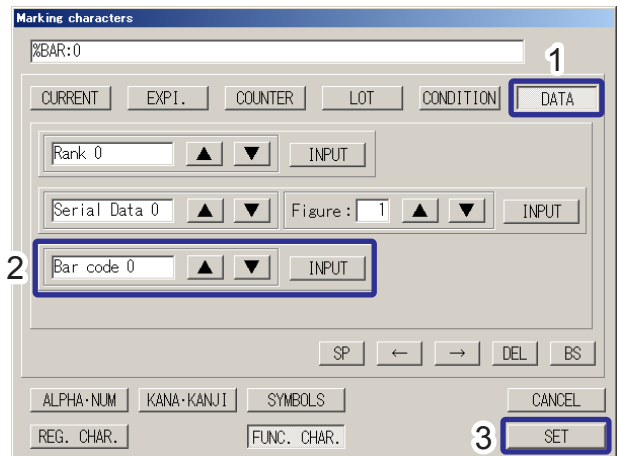 Marking characters
%BAR:0
1
CURRENT EXPI. COUNTER LOT CONDITION DATA
Rank 0 ▲ ▼ INPUT
Serial Data 0 ▲ ▼ Figure: 1 ▲ ▼ INPUT
2 Bar code 0 ▲ ▼ INPUT
SP ← → DEL BS
ALPHA·NUM KANA·KANJI SYMBOLS CANCEL
REG. CHAR. FUNC. CHAR. 3 SET